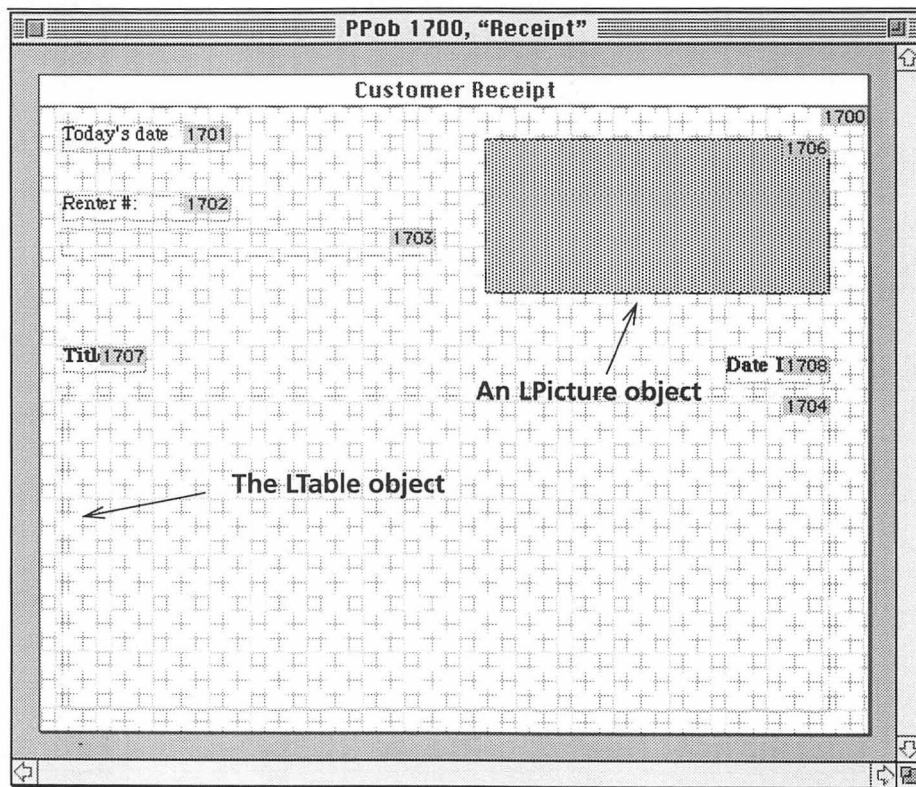 PPob 1700, “Receipt”
Customer Receipt
1700
Today's date 1701
1706
Renter #: 1702
1703
Titl 1707
Date 1708
An LPicture object
1704
The LTable object